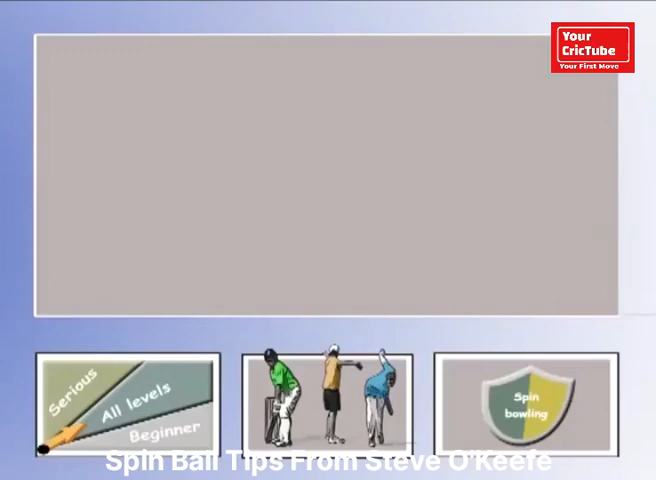 Your
CricTube
Your First Move
Serious
All levels
Beginner
Spin
bowling
Spin Ball Tips From Steve O'Keefe